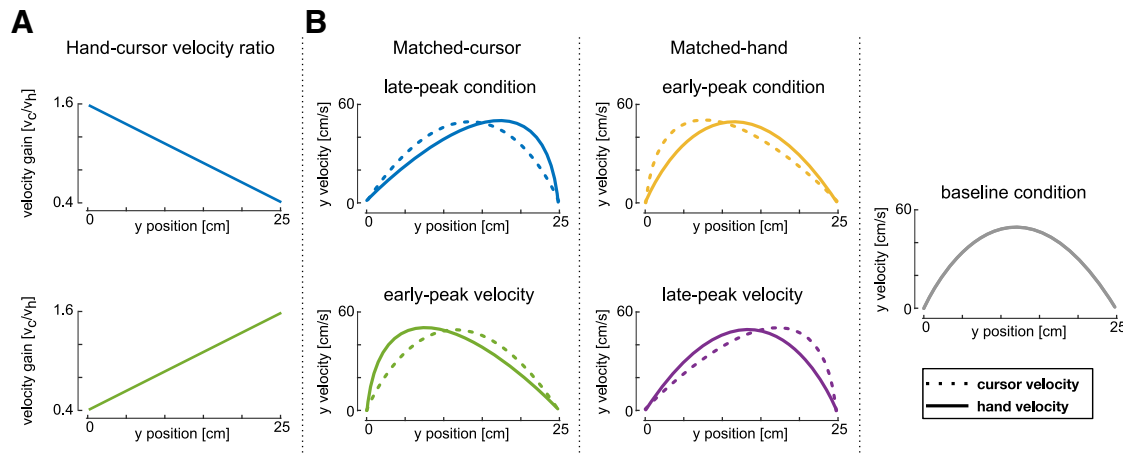 A
B
Hand-cursor velocity ratio
Matched-cursor
Matched-hand
late-peak condition
early-peak condition
velocity gain [vc/vh]
1.6
0.4
0
25
y position [cm]
y velocity [cm/s]
60
0
0
25
y position [cm]
y velocity [cm/s]
60
0
0
25
y position [cm]
baseline condition
y velocity [cm/s]
60
0
0
25
y position [cm]
early-peak velocity
late-peak velocity
velocity gain [vc/vh]
1.6
0.4
0
25
y position [cm]
y velocity [cm/s]
60
0
0
25
y position [cm]
y velocity [cm/s]
60
0
0
25
y position [cm]
cursor velocity
hand velocity